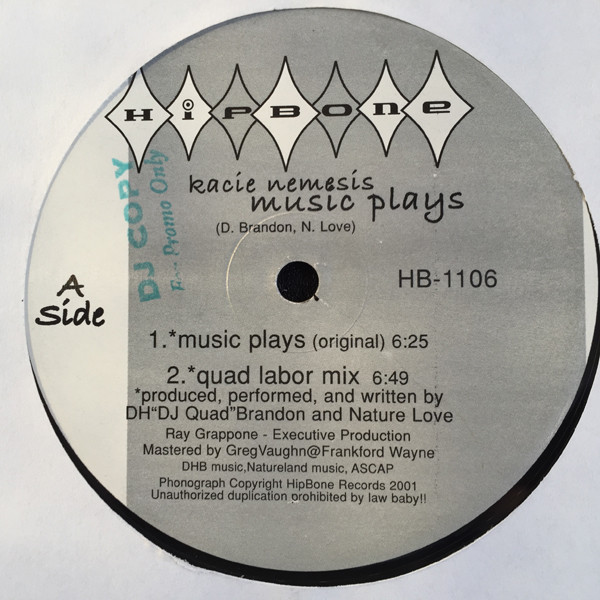 HIPBONE
kacie nemesis
music plays
(D. Brandon, N. Love)
DJ COPY
For Promo Only
HB-1106
A
Side
1.*music plays (original) 6:25
2.*quad labor mix 6:49
*produced, performed, and written by
DH"DJ Quad"Brandon and Nature Love
Ray Grappone - Executive Production
Mastered by GregVaughn@Frankford Wayne
DHB music,Natureland music, ASCAP
Phonograph Copyright HipBone Records 2001
Unauthorized duplication prohibited by law baby!!